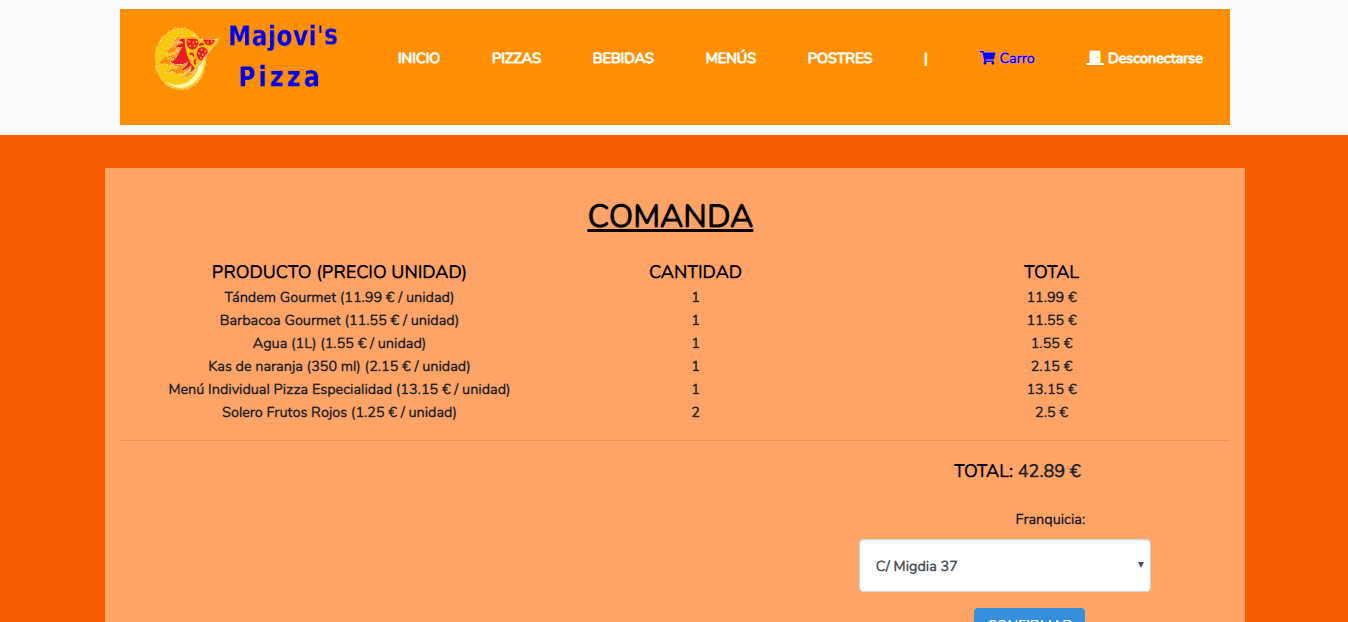 Majovi's
Pizza
INICIO PIZZAS BEBIDAS MENÚS POSTRES | Carro Desconectarse
COMANDA
PRODUCTO (PRECIO UNIDAD) CANTIDAD TOTAL
Tándem Gourmet (11.99 € / unidad) 1 11.99 €
Barbacoa Gourmet (11.55 € / unidad) 1 11.55 €
Agua (1L) (1.55 € / unidad) 1 1.55 €
Kas de naranja (350 ml) (2.15 € / unidad) 1 2.15 €
Menú Individual Pizza Especialidad (13.15 € / unidad) 1 13.15 €
Solero Frutos Rojos (1.25 € / unidad) 2 2.5 €
TOTAL: 42.89 €
Franquicia:
C/ Migdia 37